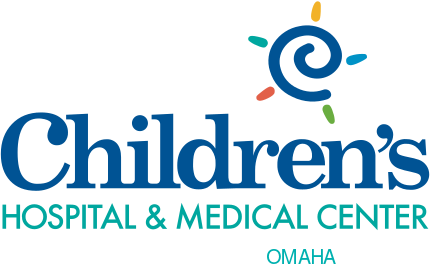 Children's
HOSPITAL & MEDICAL CENTER
OMAHA